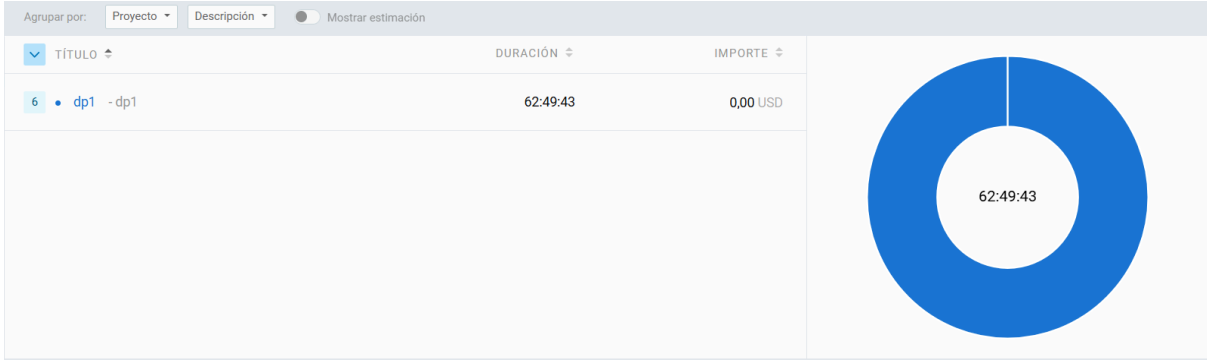 Agrupar por: Proyecto Descripción Mostrar estimación
TÍTULO DURACIÓN IMPORTE
6 • dp1 - dp1 62:49:43 0,00 USD
62:49:43